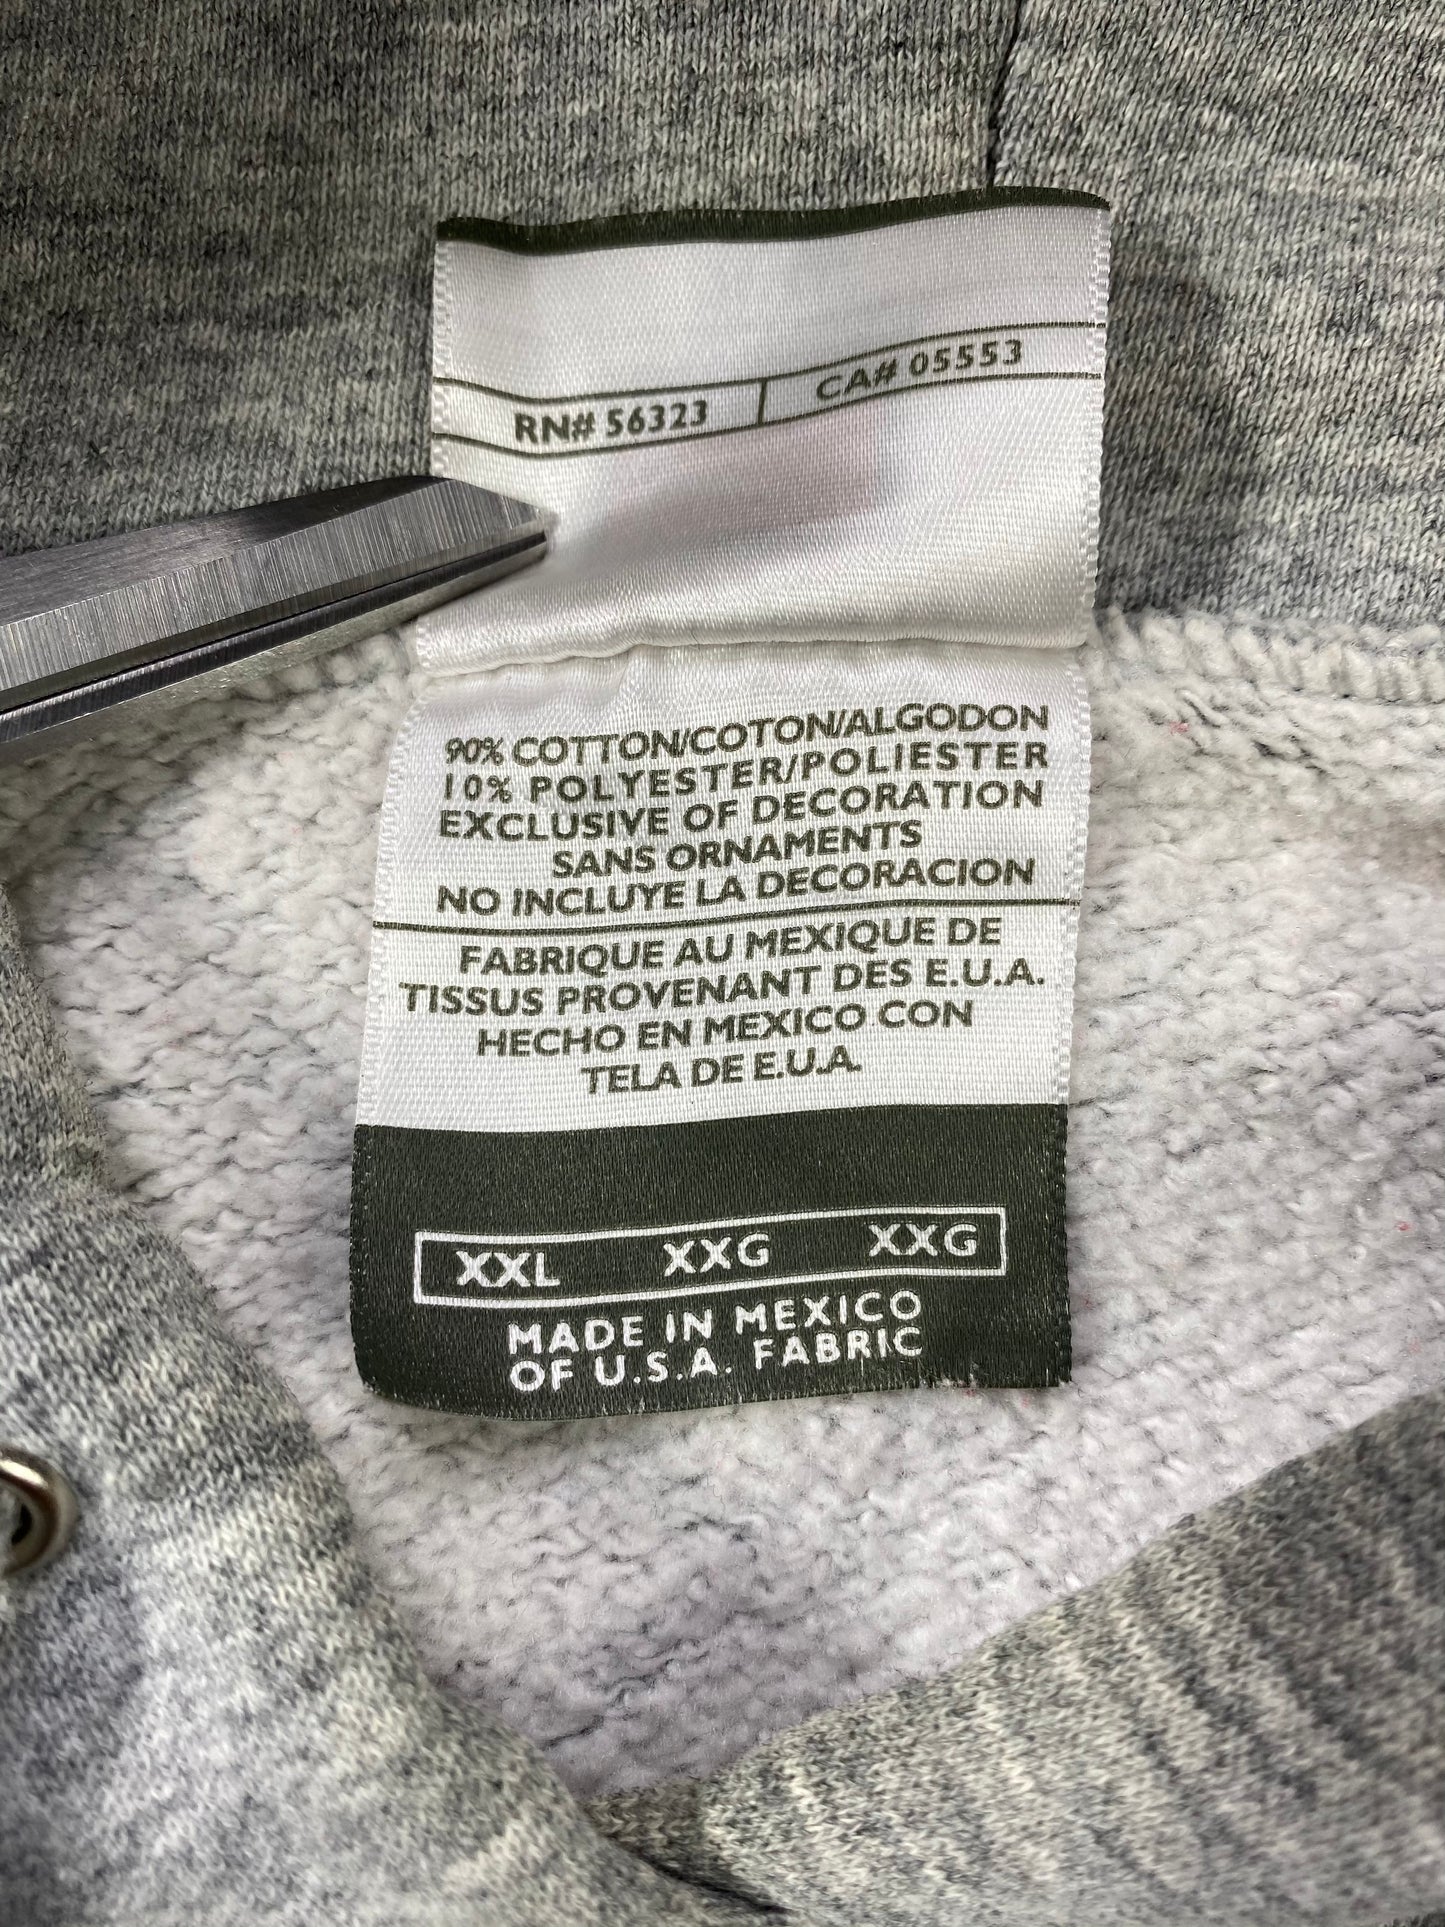 RN# 56323 CA# 05553
90% COTTON/COTON/ALGODON
10% POLYESTER/POLIESTER
EXCLUSIVE OF DECORATION
SANS ORNAMENTS
NO INCLUYE LA DECORACION
FABRIQUE AU MEXIQUE DE
TISSUS PROVENANT DES E.U.A.
HECHO EN MEXICO CON
TELA DE E.U.A.
XXL XXG XXG
MADE IN MEXICO
OF U.S.A. FABRIC